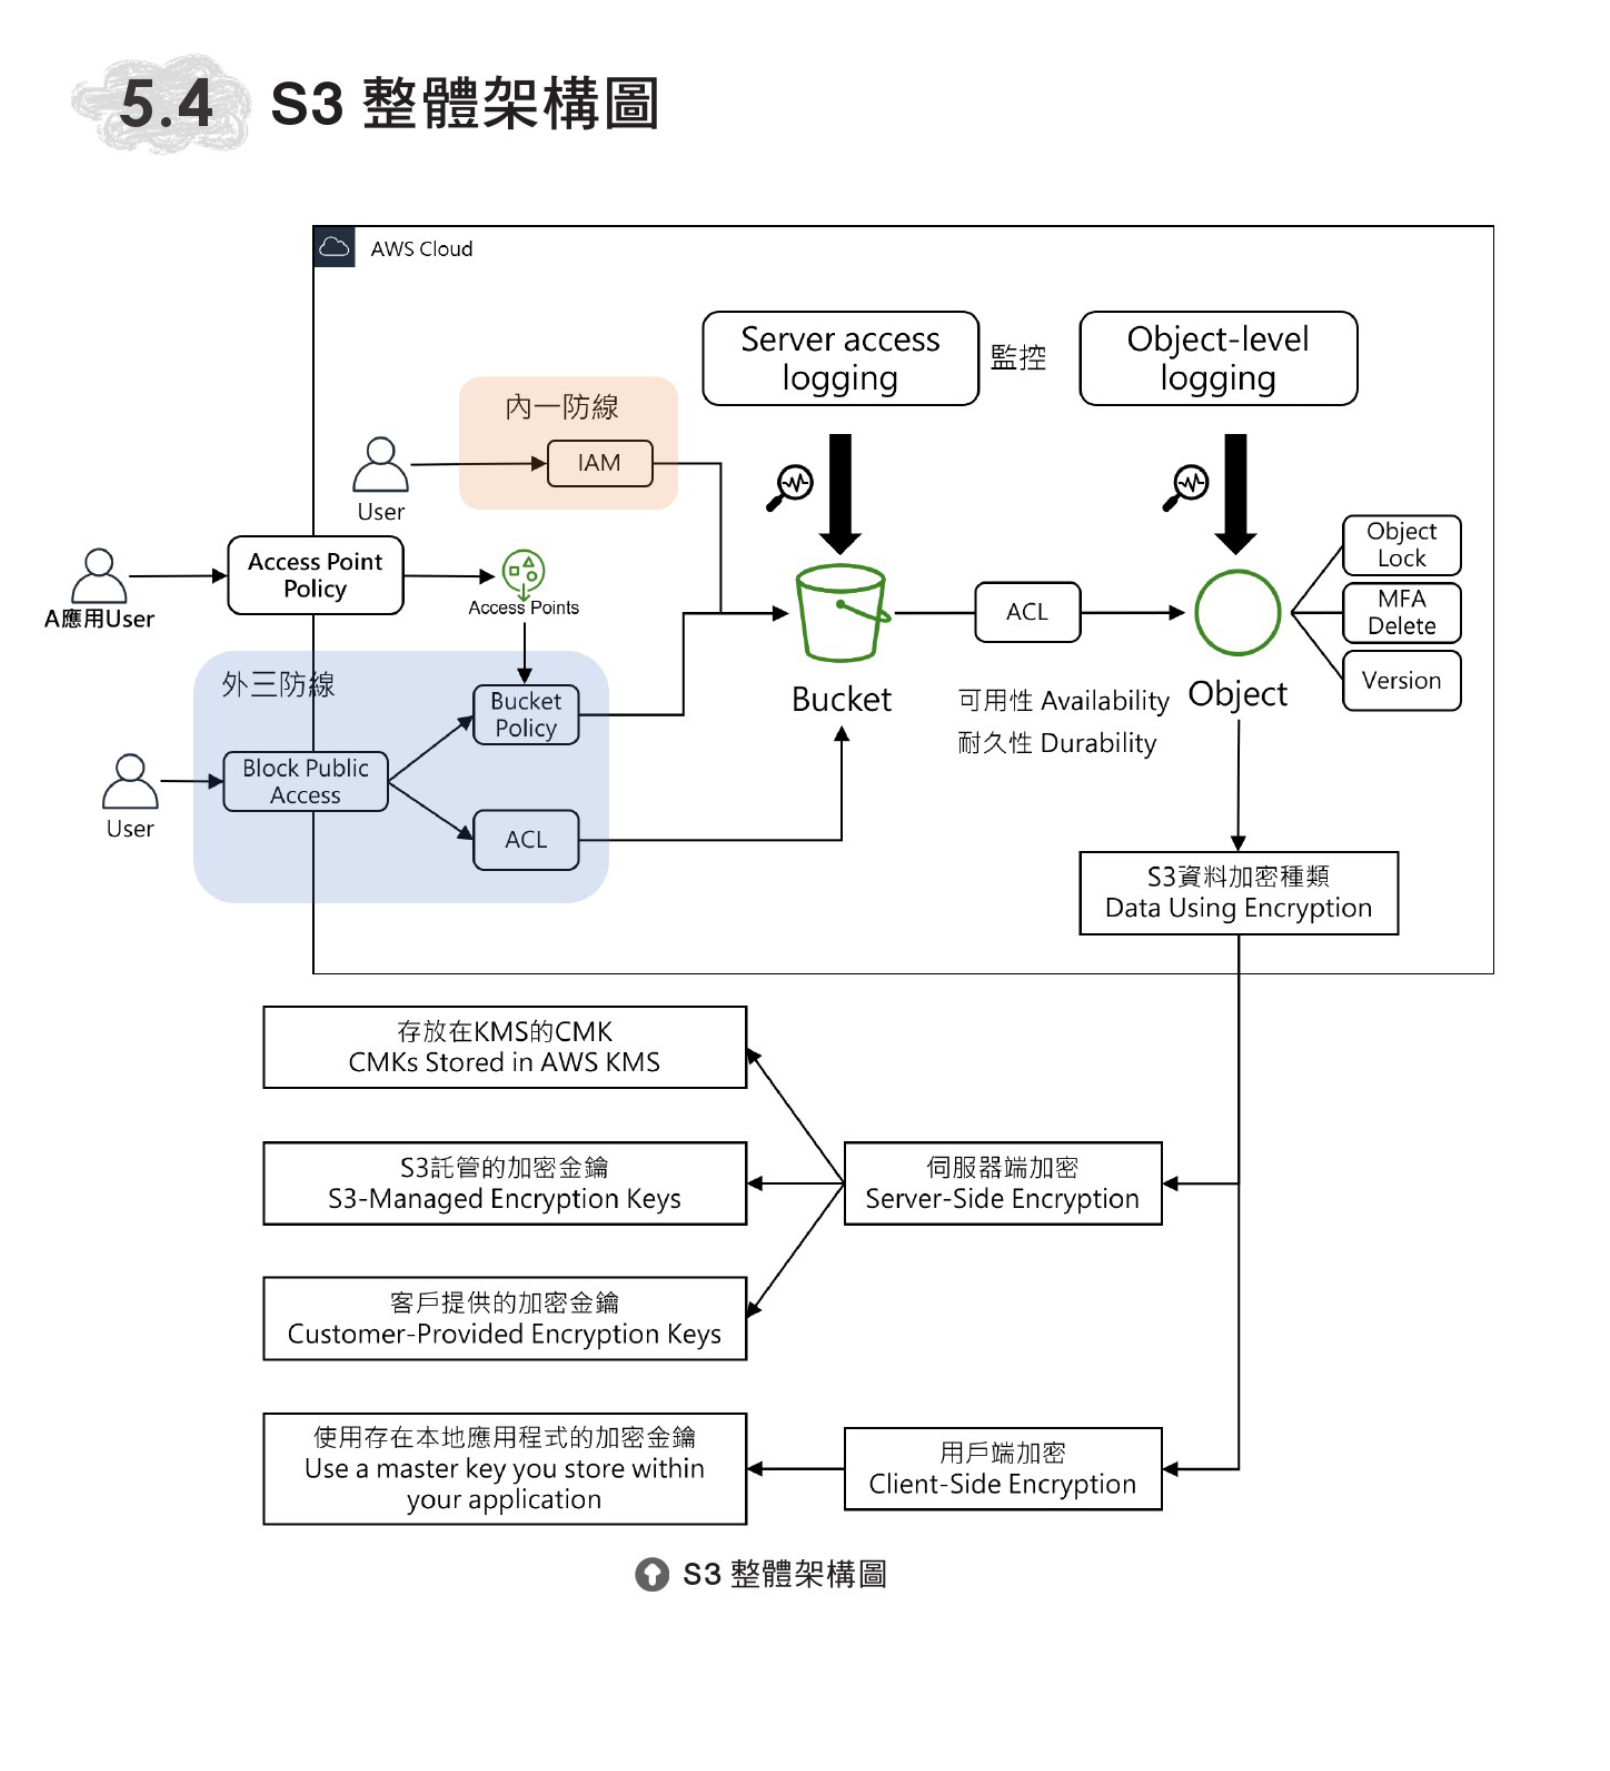 5.4 S3 整體架構圖
AWS Cloud
Server access
logging
監控
Object-level
logging
內一防線
IAM
User
Access Point
Policy
A應用User
Access Points
Object
Lock
MFA
Delete
Version
ACL
Bucket
Object
可用性 Availability
耐久性 Durability
外三防線
Bucket
Policy
Block Public
Access
User
ACL
S3資料加密種類
Data Using Encryption
存放在KMS的CMK
CMKs Stored in AWS KMS
S3託管的加密金鑰
S3-Managed Encryption Keys
伺服器端加密
Server-Side Encryption
客戶提供的加密金鑰
Customer-Provided Encryption Keys
使用存在本地應用程式的加密金鑰
Use a master key you store within
your application
用戶端加密
Client-Side Encryption
S3 整體架構圖